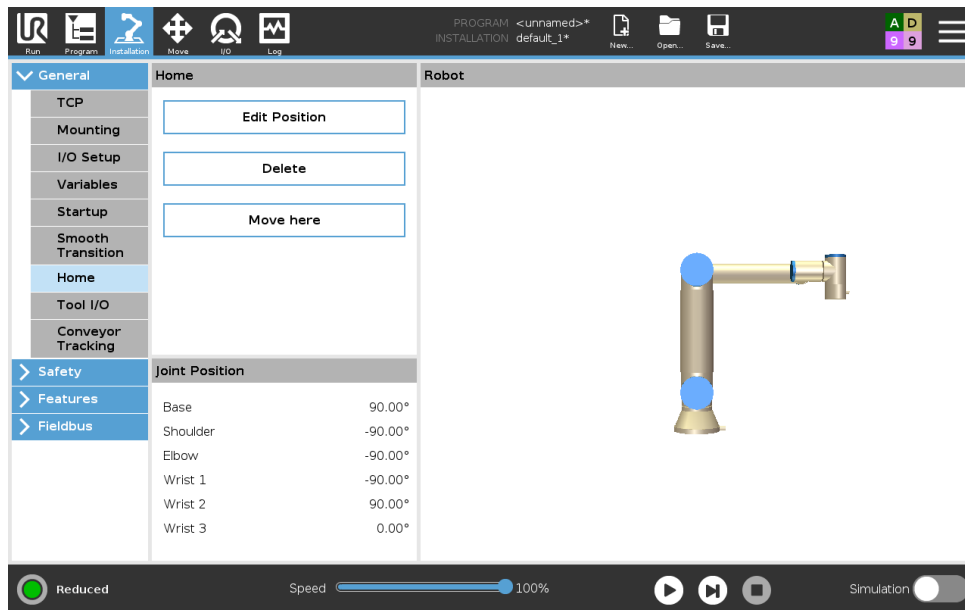 PROGRAM <unnamed>*
INSTALLATION default_1*
UR
Run
Program
Installation
Move
I/O
Log
New...
Open...
Save...
A D
9 9
General
TCP
Mounting
I/O Setup
Variables
Startup
Smooth
Transition
Home
Tool I/O
Conveyor
Tracking
Safety
Features
Fieldbus
Home
Edit Position
Delete
Move here
Joint Position
Base 90.00°
Shoulder -90.00°
Elbow -90.00°
Wrist 1 -90.00°
Wrist 2 90.00°
Wrist 3 0.00°
Robot
Reduced
Speed 100%
Simulation